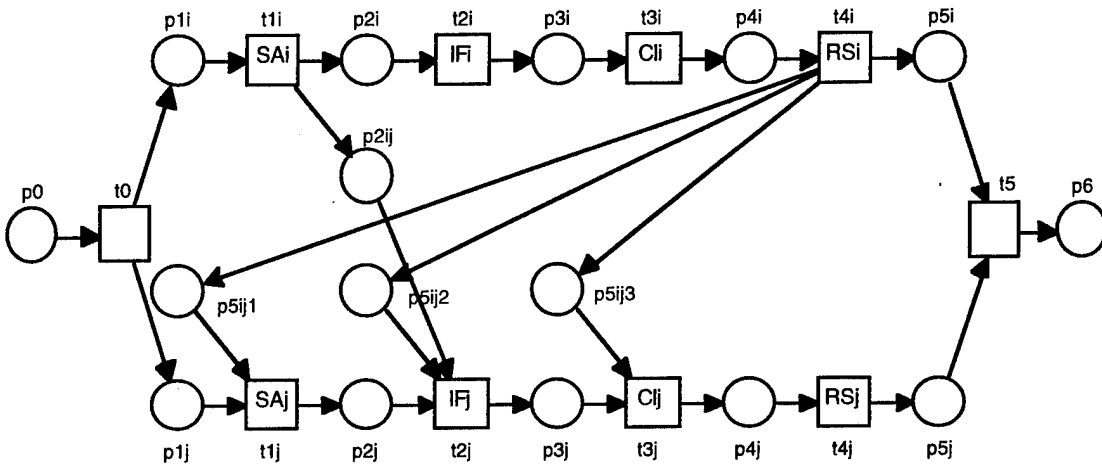 p1i t1i p2i t2i p3i t3i p4i t4i p5i
SAi IFi CIi RSi
p2ij
p0 t0 t5 p6
p5ij1 p5ij2 p5ij3
SAj IFj CIj RSj
p1j t1j p2j t2j p3j t3j p4j t4j p5j